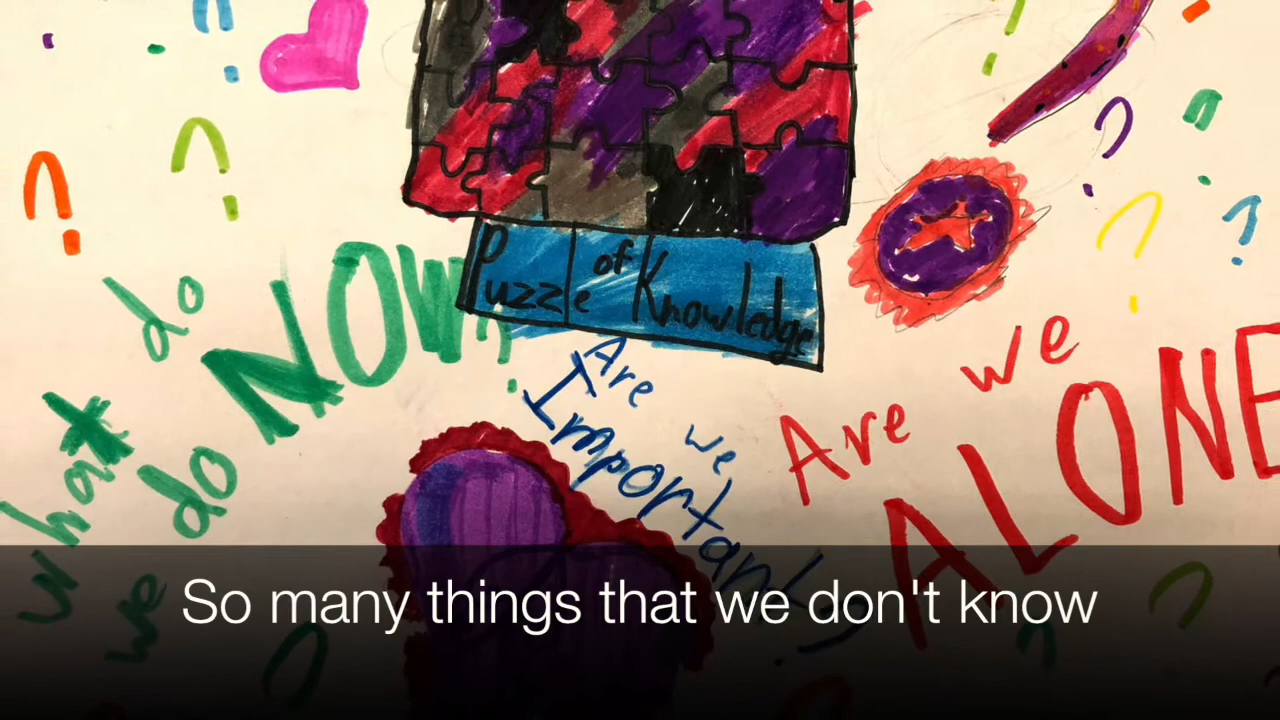 Puzzle of Knowledge
what do
we do NOW?
Are we
Important?
Are we
ALONE
So many things that we don't know